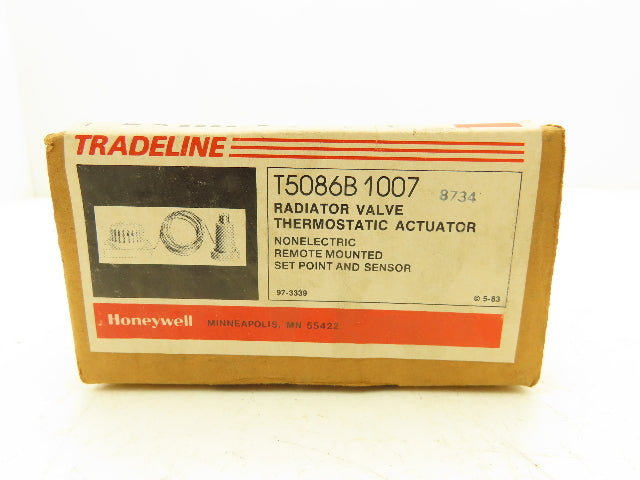 TRADELINE
T5086B 1007 8734
RADIATOR VALVE
THERMOSTATIC ACTUATOR
NONELECTRIC
REMOTE MOUNTED
SET POINT AND SENSOR
97-3339 © 5-83
Honeywell MINNEAPOLIS, MN 55422